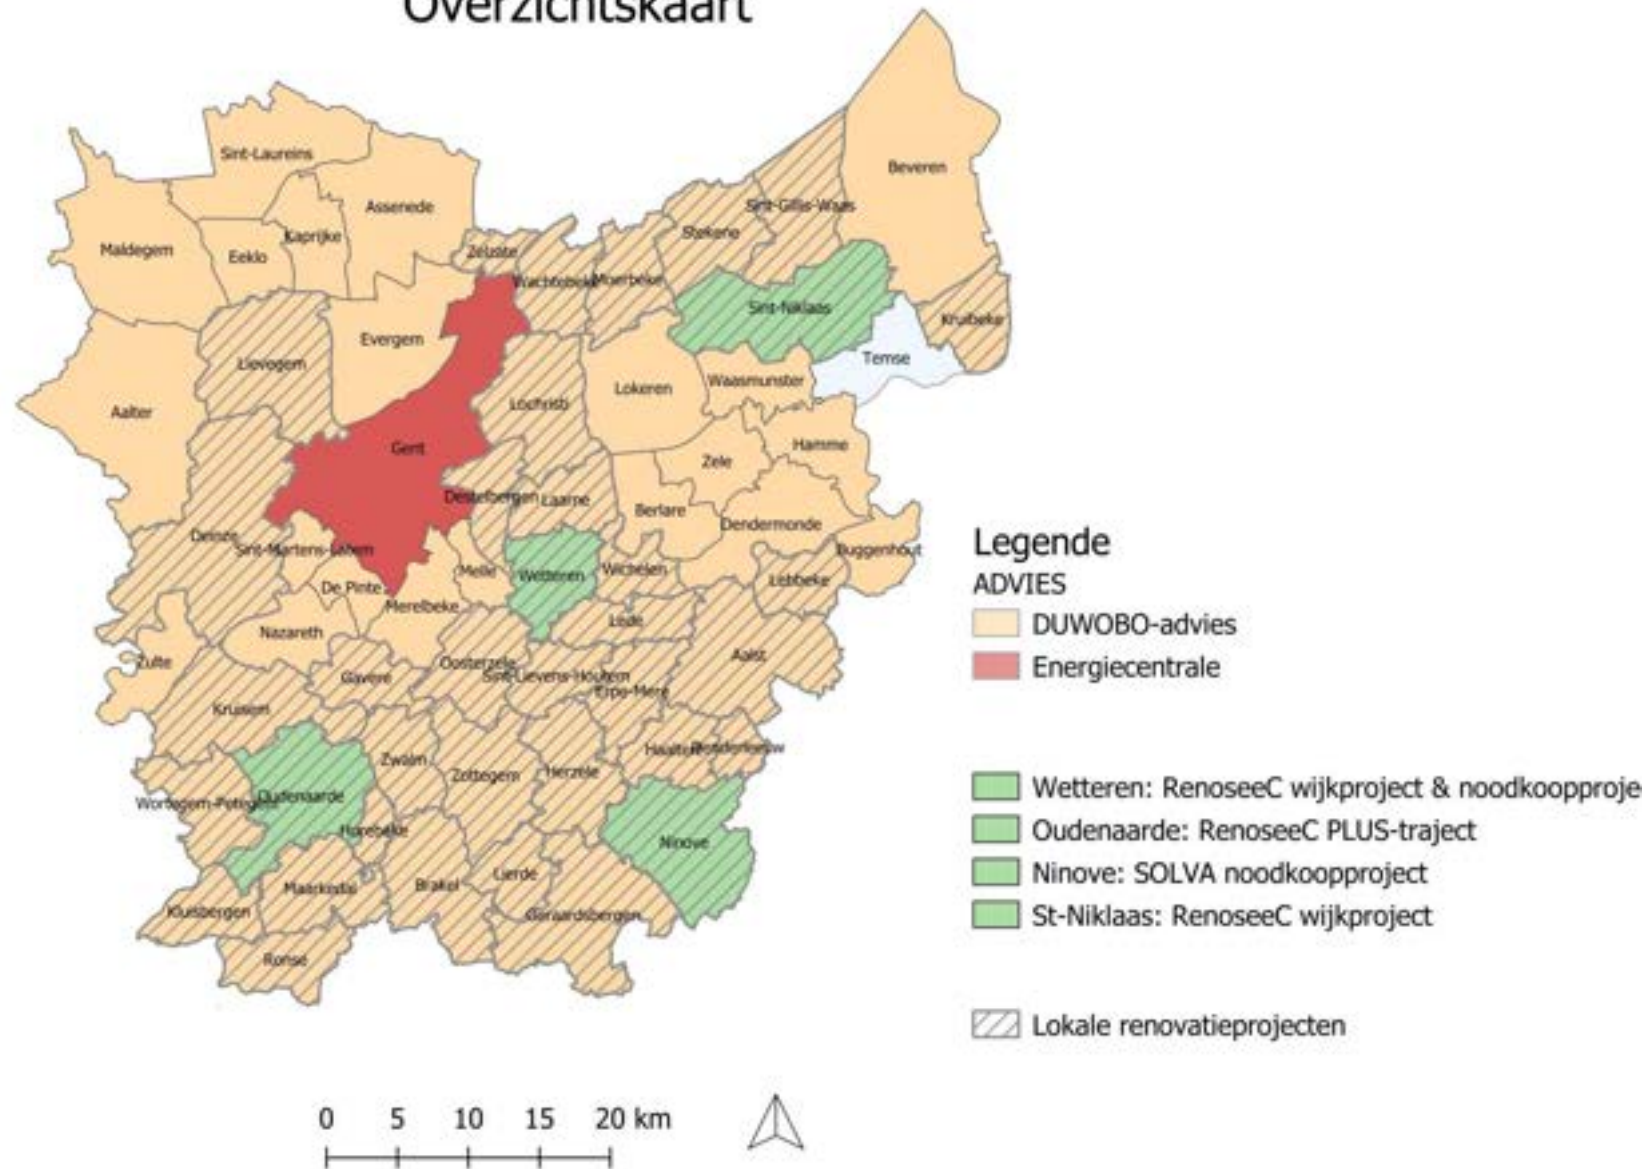 Overzichtskaart
Sint-Laureins
Beveren
Assenede
Sint-Gillis-Waas
Stekene
Kaprijke
Maldegem
Eeklo
Zelzate
Wachtebeke
Moerbeke
Sint-Niklaas
Kruibeke
Evergem
Temse
Lievegem
Waasmunster
Lokeren
Lochristi
Aalter
Gent
Hamme
Zele
Destelbergen
Laarne
Berlare
Dendermonde
Deinze
Sint-Martens-Latem
Buggenhout
Melle
Wetteren
Wichelen
Lebbeke
De Pinte
Merelbeke
Lede
Nazareth
Aalst
Zulte
Oosterzele
Gavere
Sint-Lievens-Houtem
Erpe-Mere
Kruisem
Haaltert
Denderleeuw
Zwalm
Zottegem
Herzele
Oudenaarde
Wortegem-Petegem
Horebeke
Ninove
Lierde
Brakel
Maarkedal
Kluisbergen
Geraardsbergen
Ronse
Legende
ADVIES
DUWOBO-advies
Energiecentrale
Wetteren: RenoseeC wijkproject & noodkoopproje
Oudenaarde: RenoseeC PLUS-traject
Ninove: SOLVA noodkoopproject
St-Niklaas: RenoseeC wijkproject
Lokale renovatieprojecten
0 5 10 15 20 km